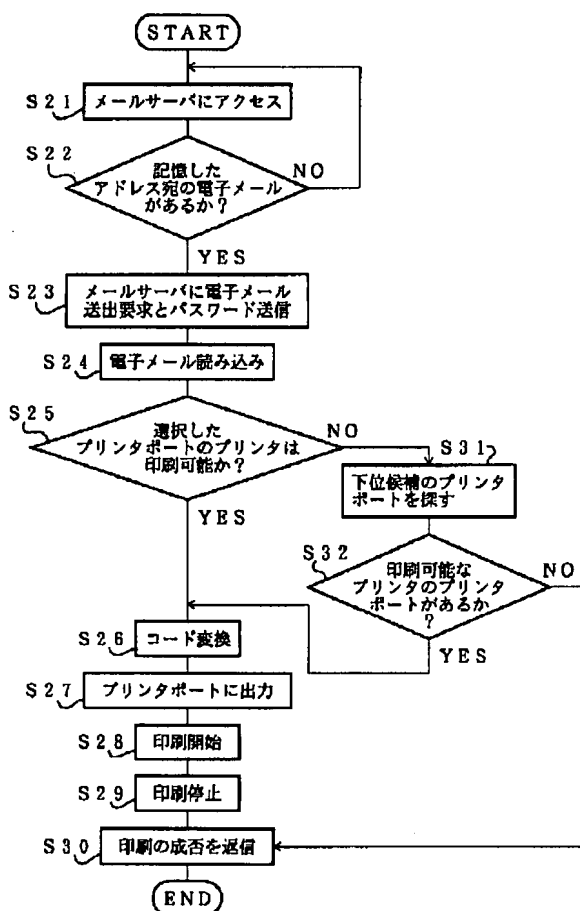 START
S21
メールサーバにアクセス
S22
記憶した
アドレス宛の電子メール
があるか?
NO
YES
S23
メールサーバに電子メール
送出要求とパスワード送信
S24
電子メール読み込み
S25
選択した
プリンタポートのプリンタは
印刷可能か?
NO
YES
S31
下位候補のプリンタ
ポートを探す
S32
印刷可能な
プリンタのプリンタ
ポートがあるか
?
NO
YES
S26
コード変換
S27
プリンタポートに出力
S28
印刷開始
S29
印刷停止
S30
印刷の成否を返信
END